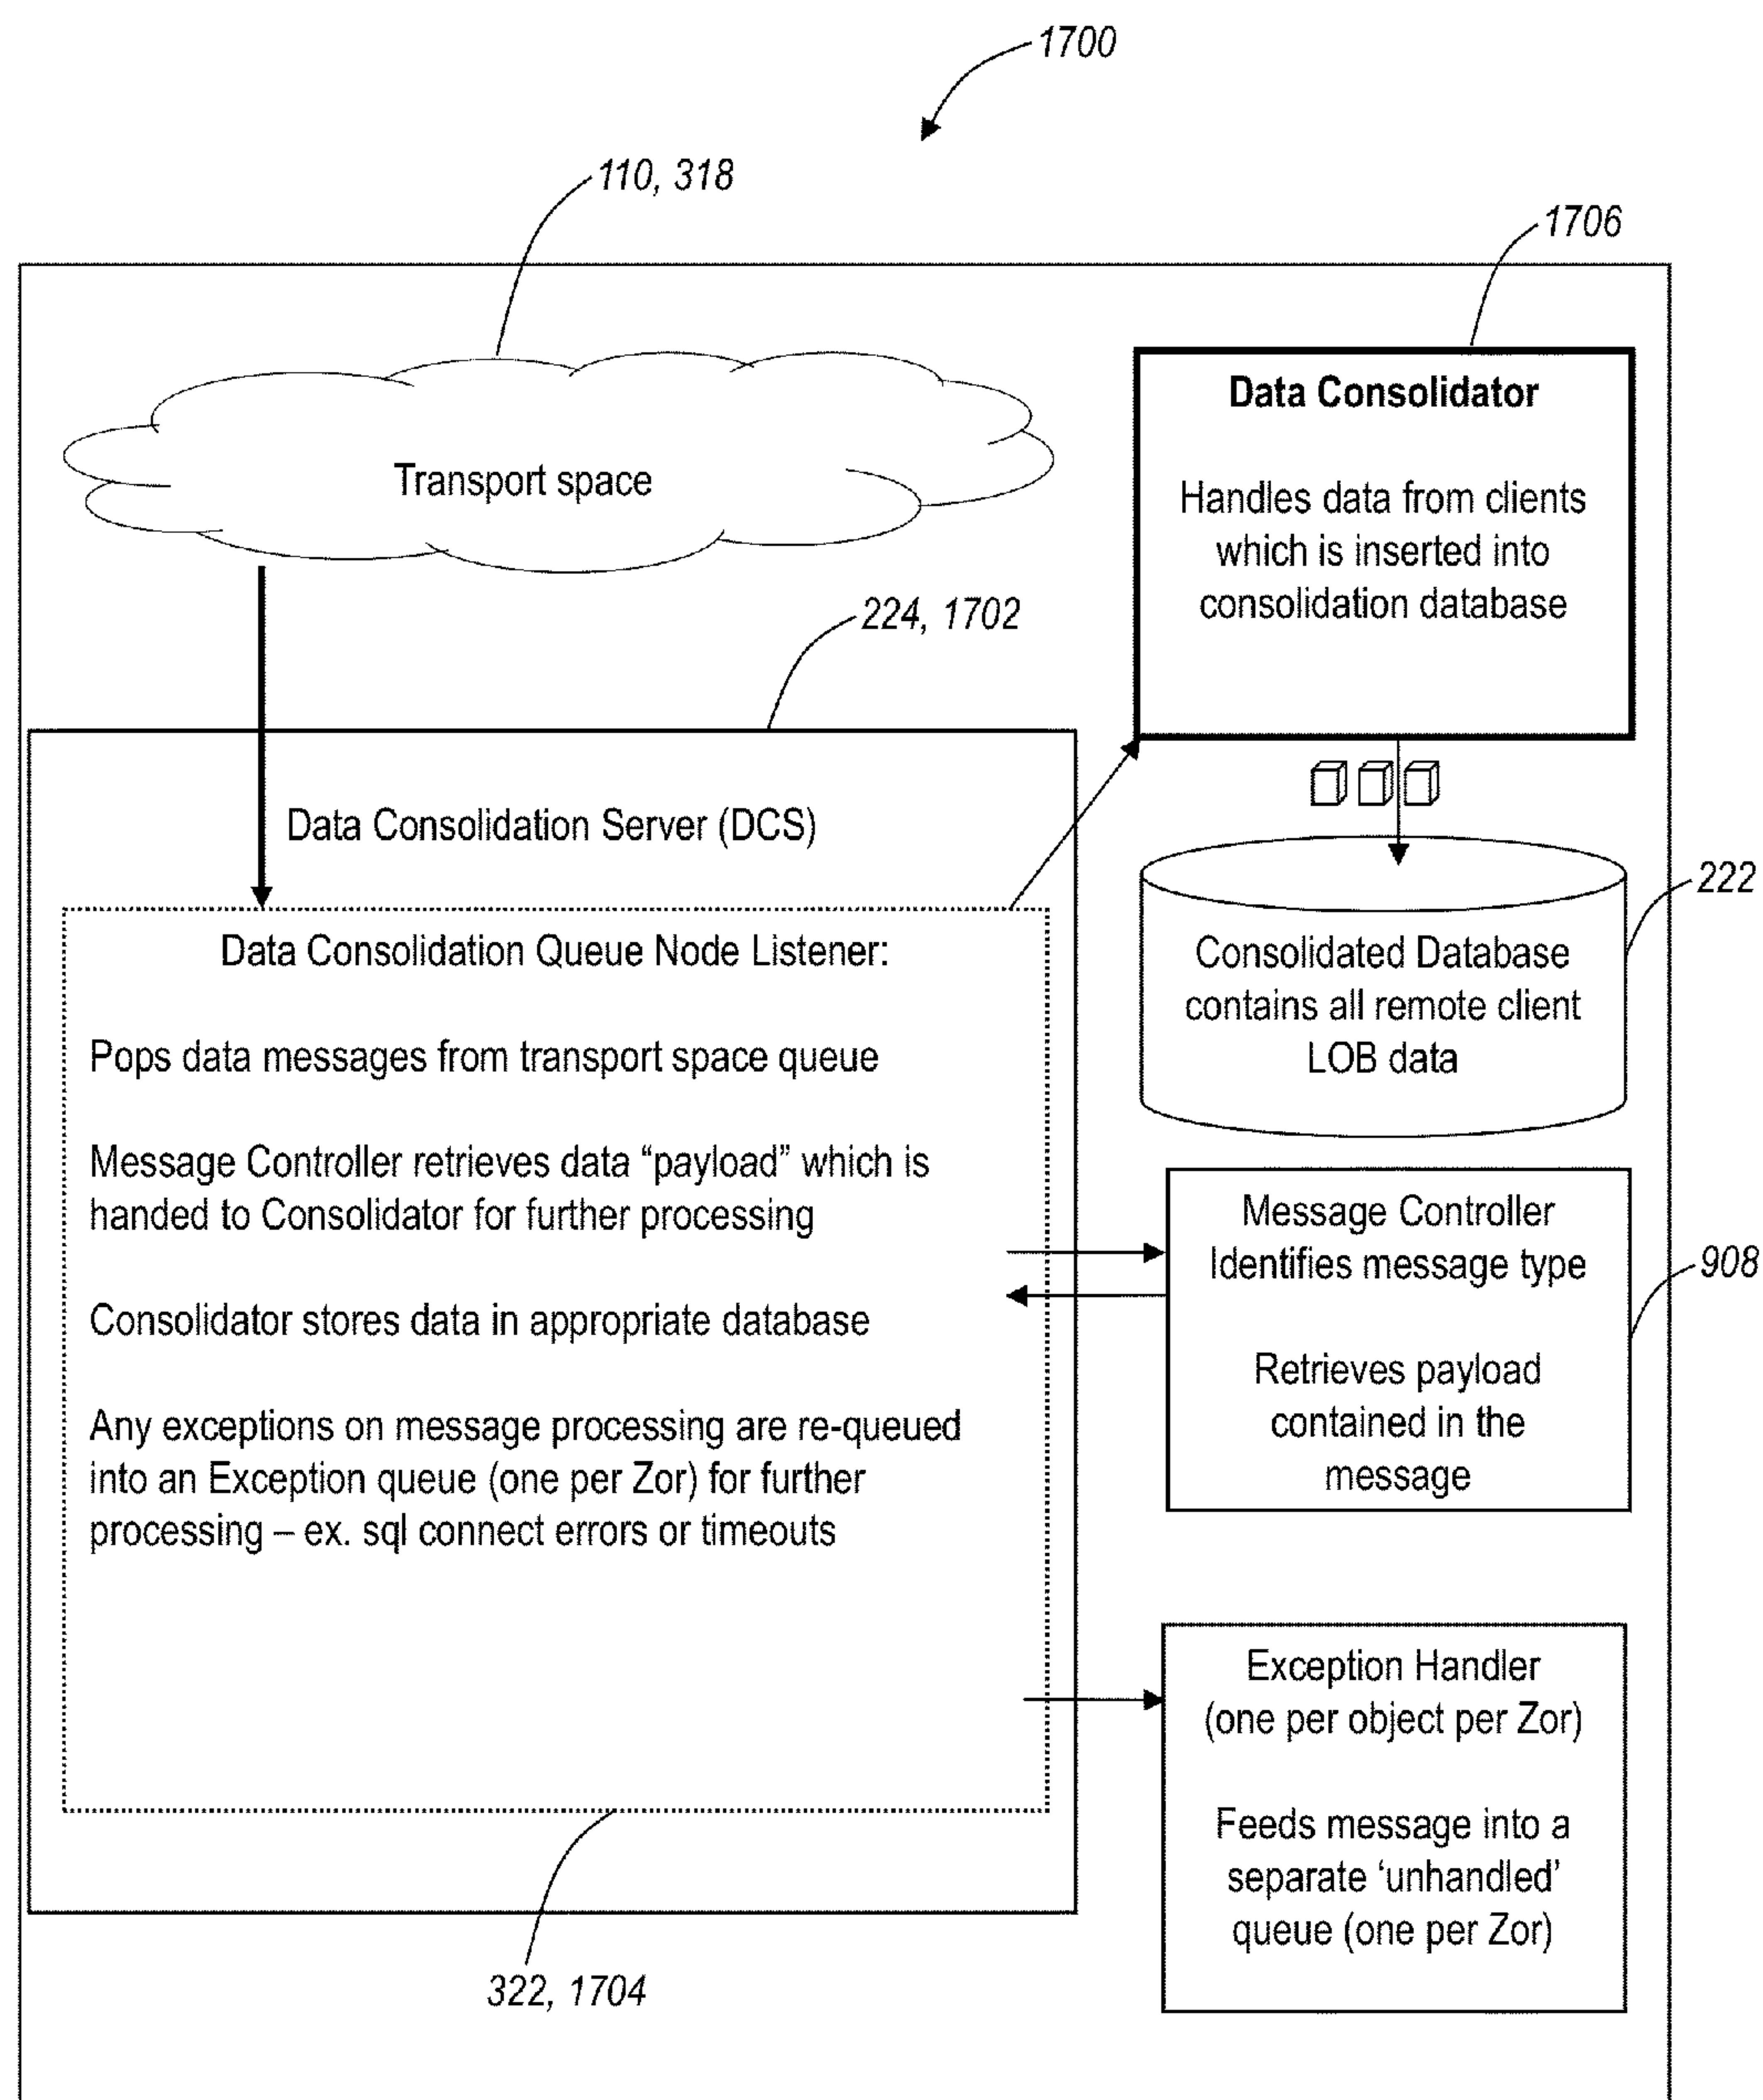 1700
110, 318
1706
Transport space
Data Consolidator
Handles data from clients
which is inserted into
consolidation database
224, 1702
Data Consolidation Server (DCS)
222
Consolidated Database
contains all remote client
LOB data
Data Consolidation Queue Node Listener:
Pops data messages from transport space queue
Message Controller retrieves data “payload” which is
handed to Consolidator for further processing
Consolidator stores data in appropriate database
Any exceptions on message processing are re-queued
into an Exception queue (one per Zor) for further
processing – ex. sql connect errors or timeouts
Message Controller
Identifies message type
Retrieves payload
contained in the
message
908
Exception Handler
(one per object per Zor)
Feeds message into a
separate ‘unhandled’
queue (one per Zor)
322, 1704